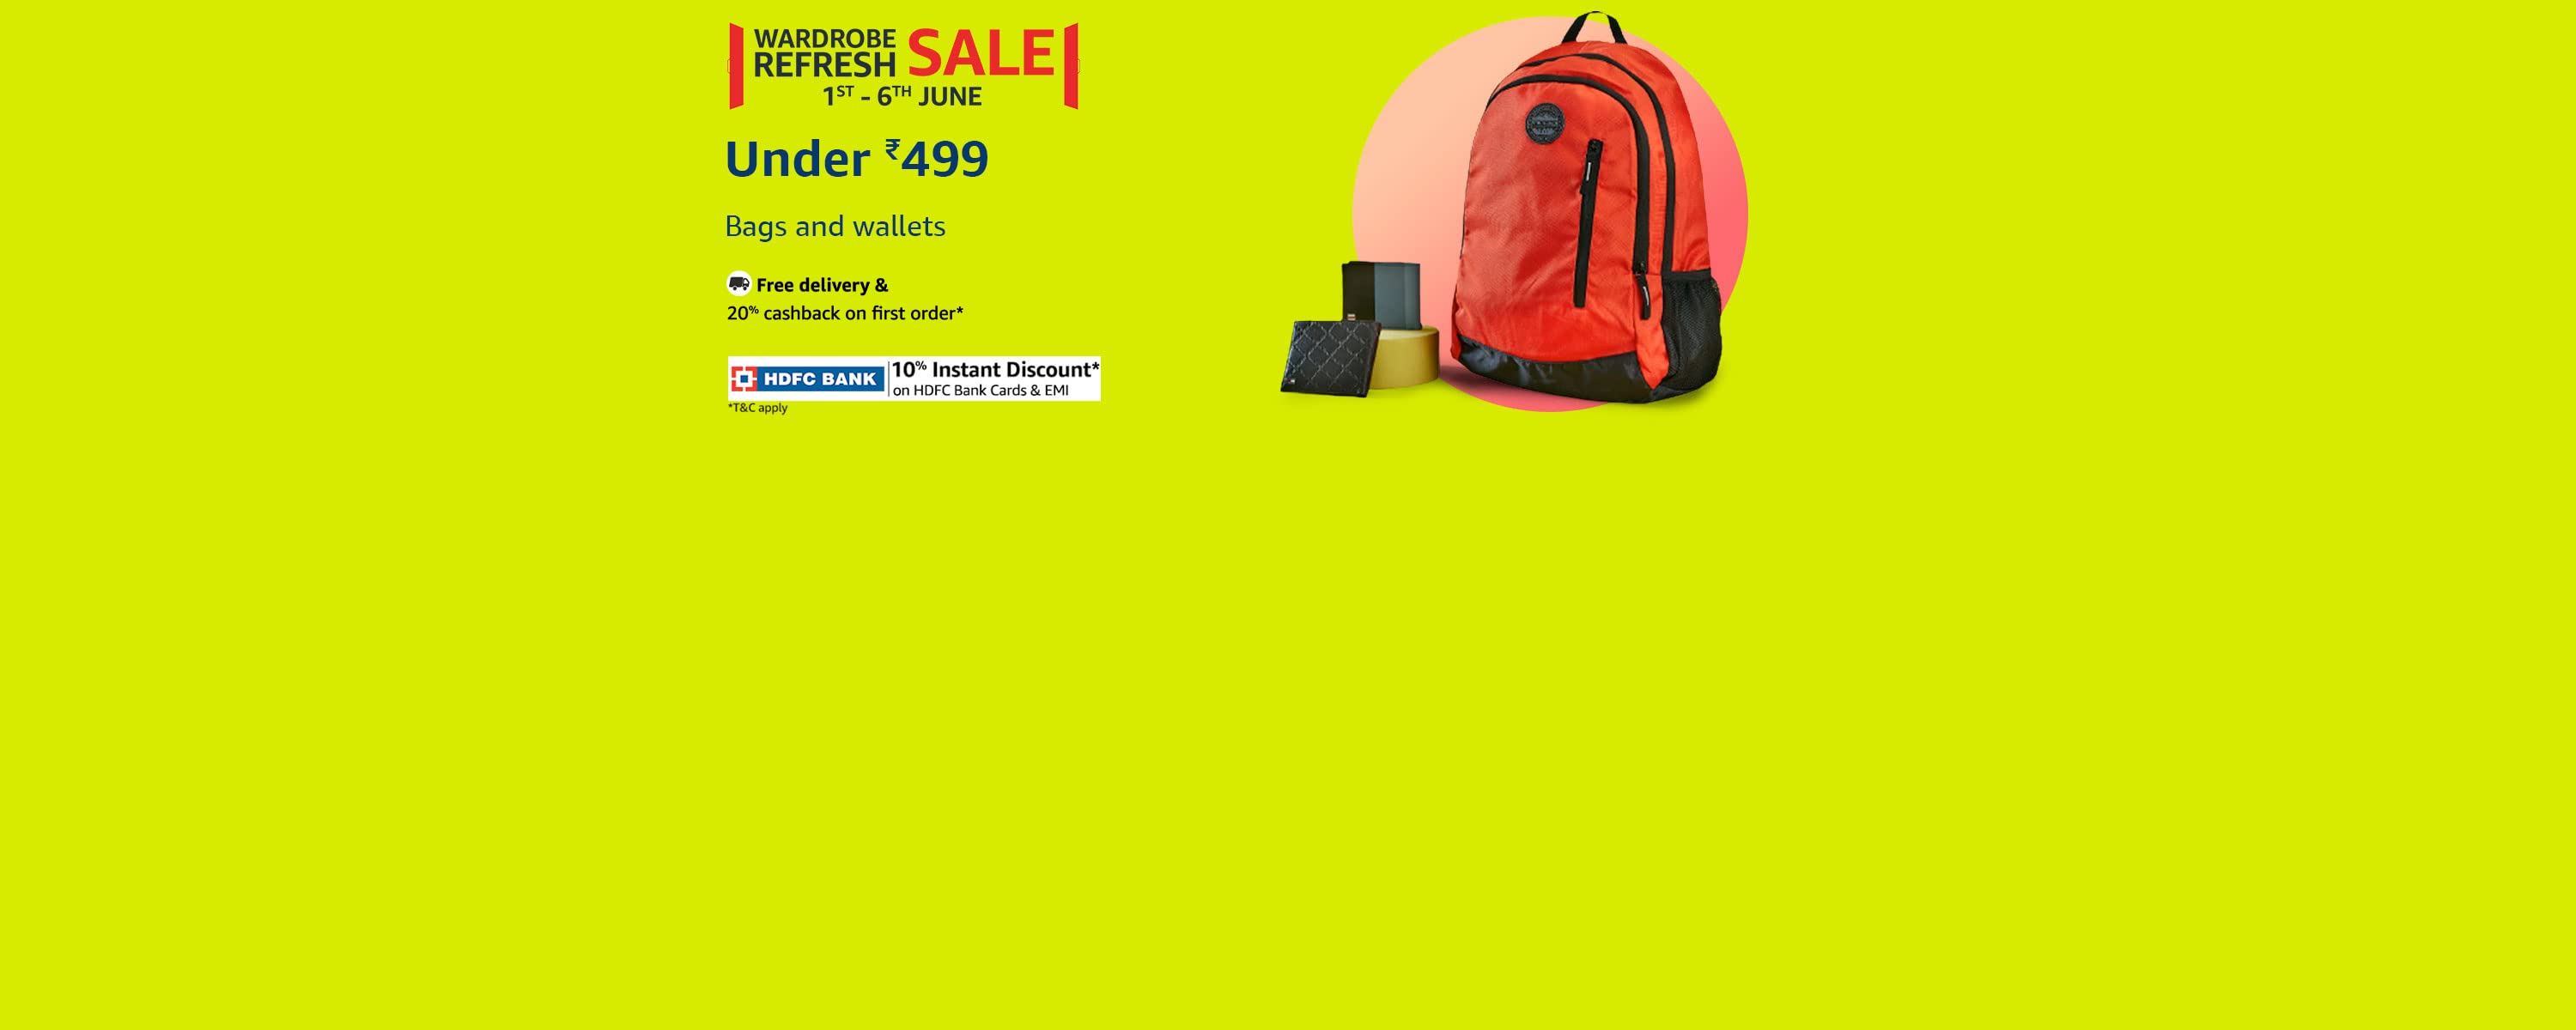 WARDROBE
REFRESH SALE
1ST - 6TH JUNE
Under ₹499
Bags and wallets
Free delivery &
20% cashback on first order*
HDFC BANK
10% Instant Discount*
on HDFC Bank Cards & EMI
*T&C apply